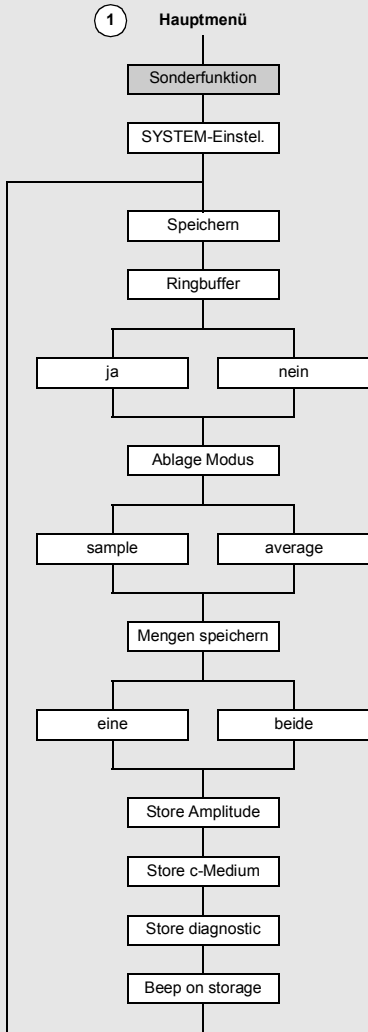 1 Hauptmenü
Sonderfunktion
SYSTEM-Einstel.
Speichern
Ringbuffer
ja nein
Ablage Modus
sample average
Mengen speichern
eine beide
Store Amplitude
Store c-Medium
Store diagnostic
Beep on storage